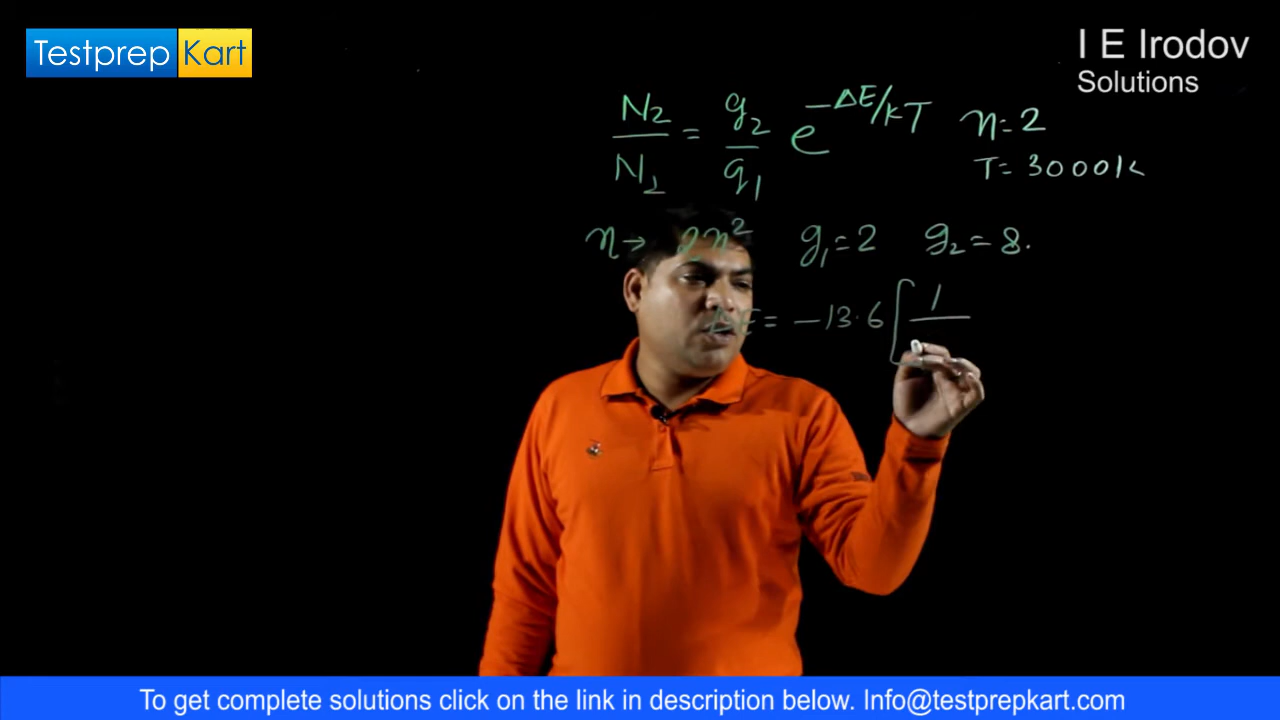 Testprep Kart
I E Irodov
Solutions
N2/N1 = g2/g1 e^-ΔE/kT n=2
T= 3000K
n→ 2n² g1=2 g2=8.
E= -13.6[1/
To get complete solutions click on the link in description below. Info@testprepkart.com